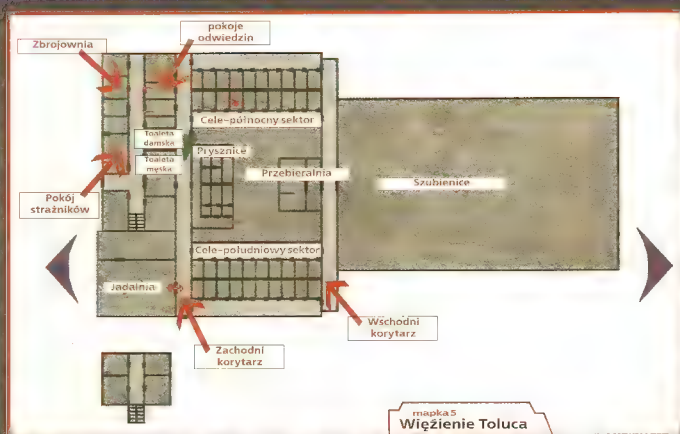 pokoje
odwiedzin
Zbrojownia
Cele-północny sektor
Toaleta
damska
Prysznice
Toaleta
męska
Przebieralnia
Szubienice
Pokój
strażników
Cele-południowy sektor
Jadalnia
Wschodni
korytarz
Zachodni
korytarz
mapka 5
Więzienie Toluca